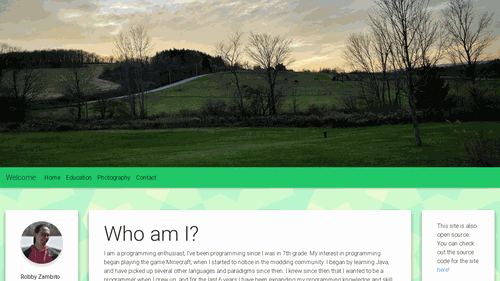 Welcome Home Education Photography Contact
Robby Zambito
Who am I?
I am a programming enthusiast, I've been programming since I was in 7th grade. My interest in programming
began playing the game Minecraft, when I started to notice in the modding community. I began by learning Java,
and have picked up several other languages and paradigms since then. I knew since then that I wanted to be a
programmer when I grew up, and for the last 6 years I have been expanding my programming knowledge and skill
This site is also
open source.
You can check
out the source
code for the site
here!